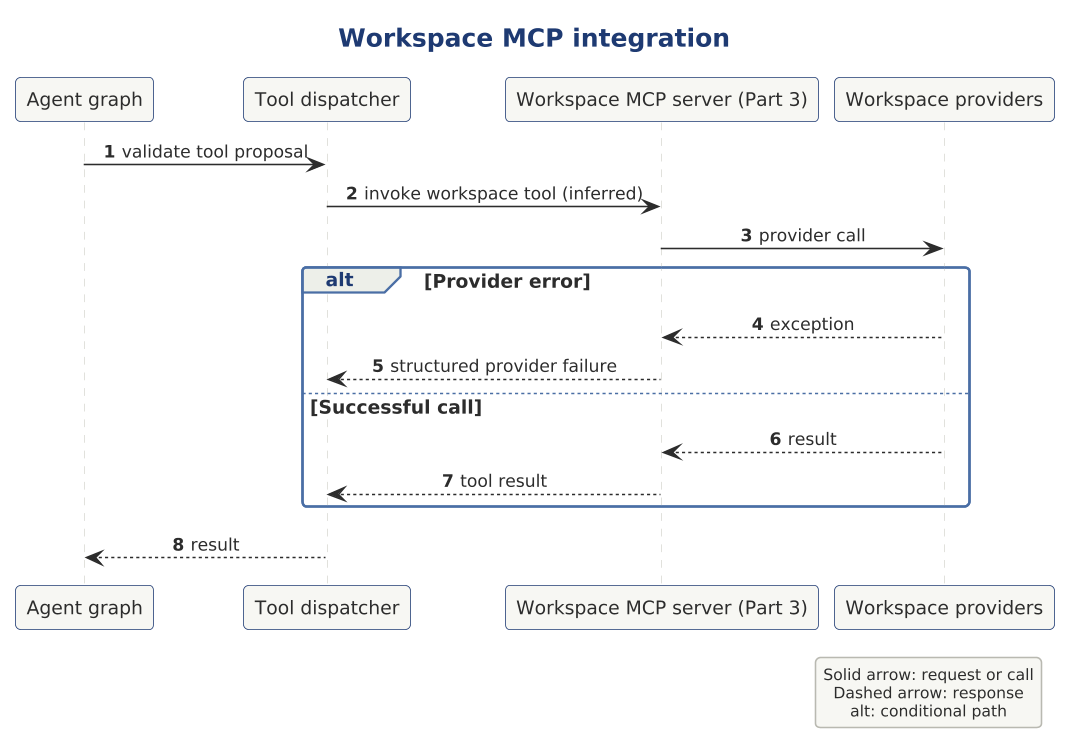 Workspace MCP integration
Agent graph
Tool dispatcher
Workspace MCP server (Part 3)
Workspace providers
1 validate tool proposal
2 invoke workspace tool (inferred)
3 provider call
alt
[Provider error]
4 exception
5 structured provider failure
[Successful call]
6 result
7 tool result
8 result
Agent graph
Tool dispatcher
Workspace MCP server (Part 3)
Workspace providers
Solid arrow: request or call
Dashed arrow: response
alt: conditional path